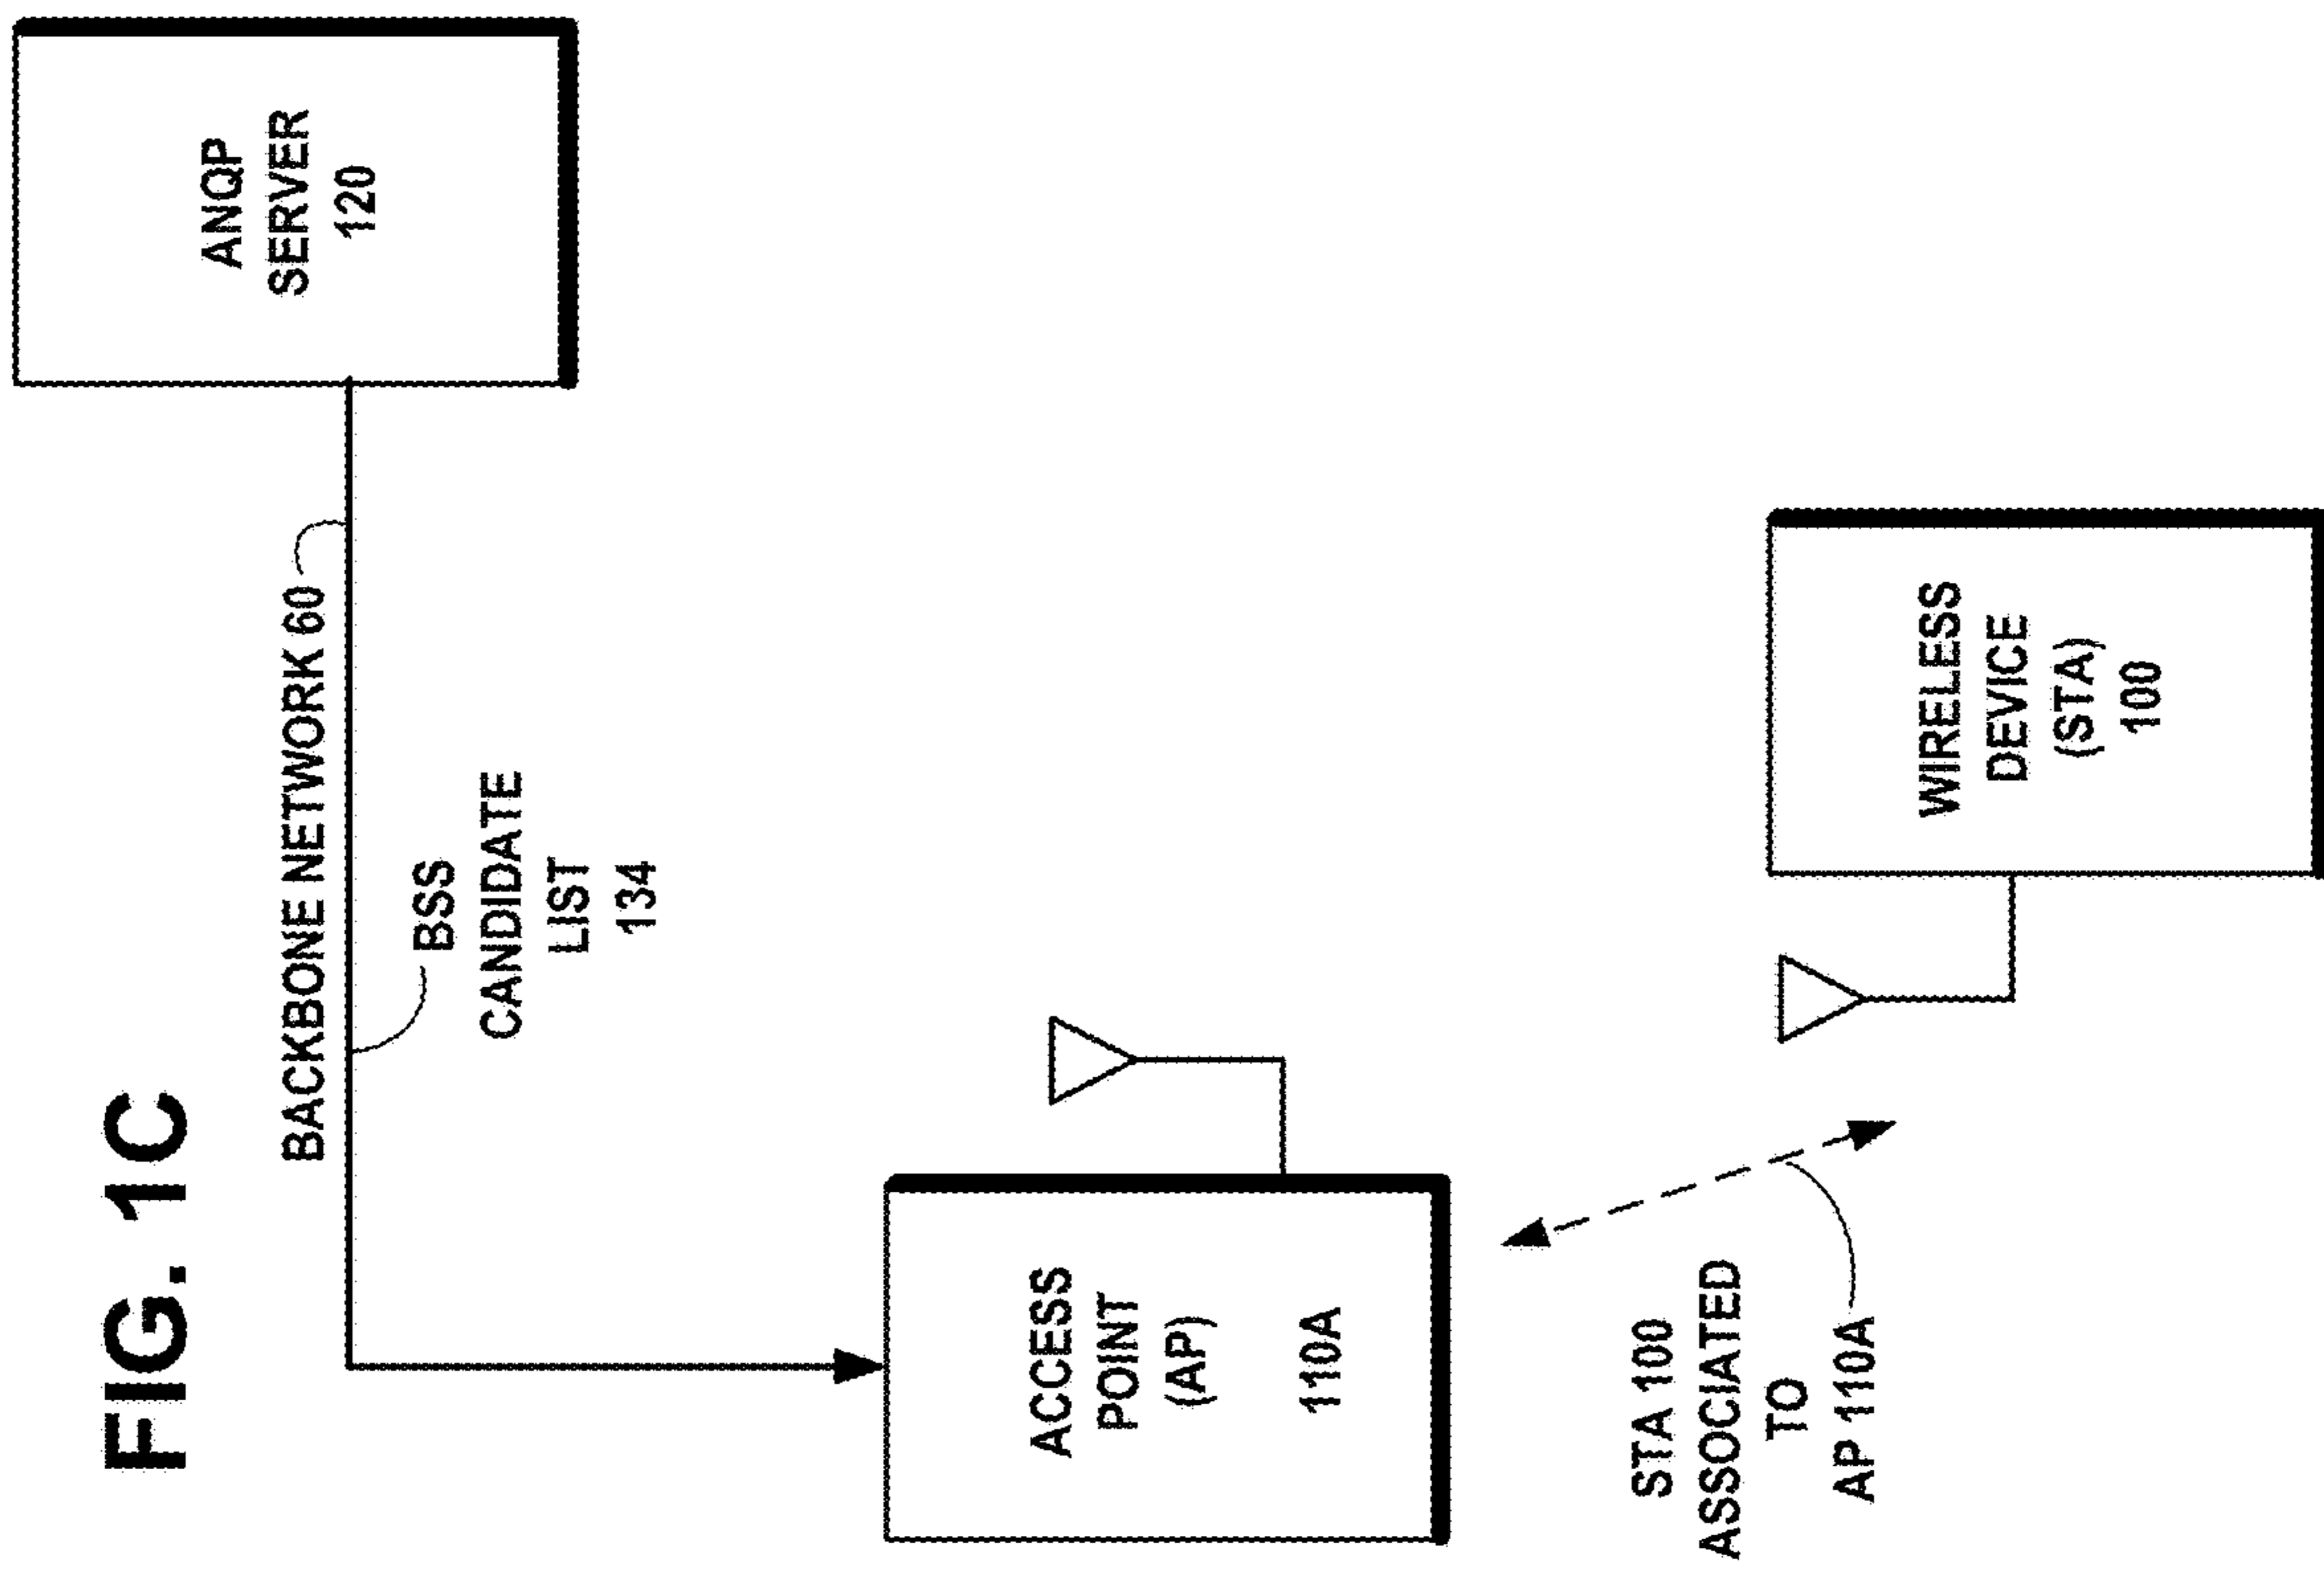 FIG. 1C
BACKBONE NETWORK 60
ANQP
SERVER
120
BSS
CANDIDATE
LIST
134
ACCESS
POINT
(AP)
110A
STA 100
ASSOCIATED
TO
AP 110A
WIRELESS
DEVICE
(STA)
100